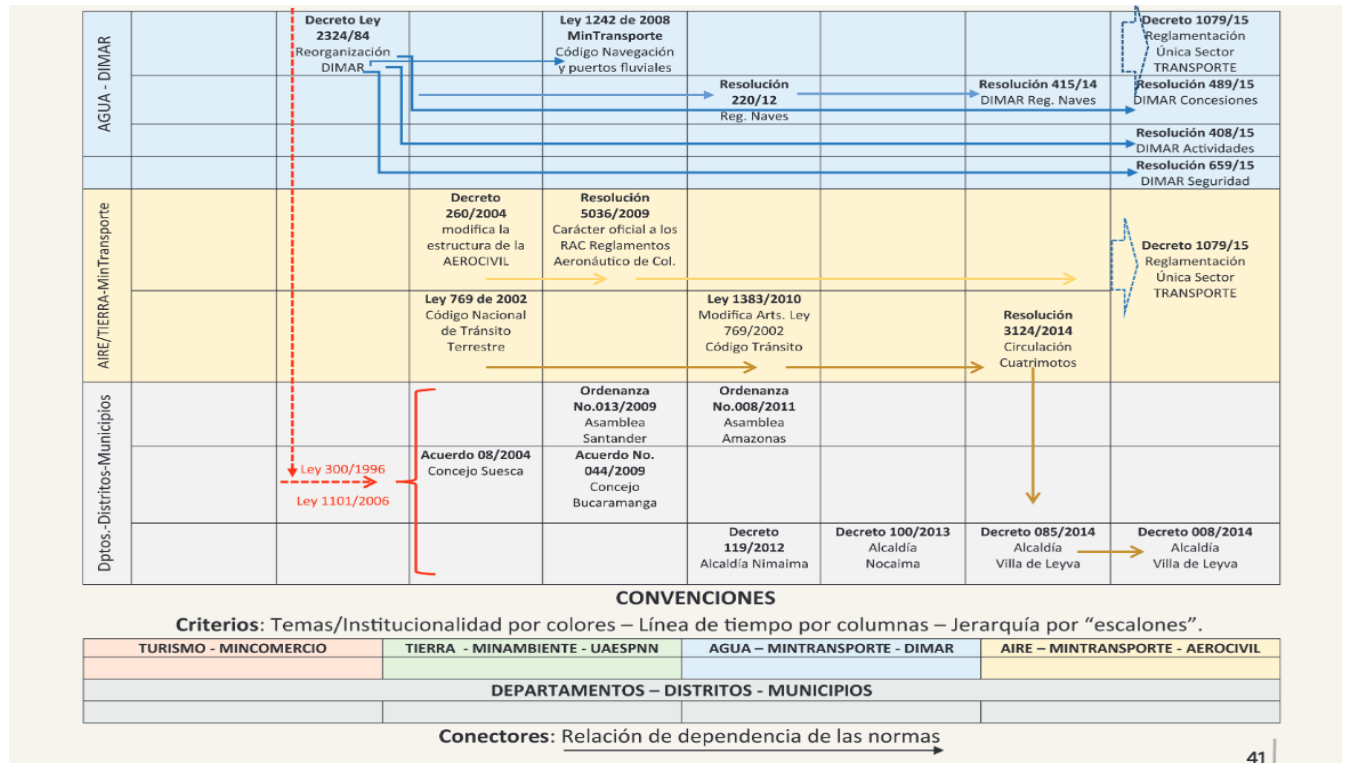 AGUA - DIMAR
Decreto Ley
2324/84
Reorganización
DIMAR
Ley 1242 de 2008
MinTransporte
Código Navegación
y puertos fluviales
Decreto 1079/15
Reglamentación
Única Sector
TRANSPORTE
Resolución
220/12
Reg. Naves
Resolución 415/14
DIMAR Reg. Naves
Resolución 489/15
DIMAR Concesiones
Resolución 408/15
DIMAR Actividades
Resolución 659/15
DIMAR Seguridad
AIRE/TIERRA-MinTransporte
Decreto
260/2004
modifica la
estructura de la
AEROCIVIL
Resolución
5036/2009
Carácter oficial a los
RAC Reglamentos
Aeronáutico de Col.
Decreto 1079/15
Reglamentación
Única Sector
TRANSPORTE
Ley 769 de 2002
Código Nacional
de Tránsito
Terrestre
Ley 1383/2010
Modifica Arts. Ley
769/2002
Código Tránsito
Resolución
3124/2014
Circulación
Cuatrimotos
Dptos.-Distritos-Municipios
Ordenanza
No.013/2009
Asamblea
Santander
Ordenanza
No.008/2011
Asamblea
Amazonas
Ley 300/1996
Ley 1101/2006
Acuerdo 08/2004
Concejo Suesca
Acuerdo No.
044/2009
Concejo
Bucaramanga
Decreto
119/2012
Alcaldía Nimaima
Decreto 100/2013
Alcaldía
Nocaima
Decreto 085/2014
Alcaldía
Villa de Leyva
Decreto 008/2014
Alcaldía
Villa de Leyva
CONVENCIONES
Criterios: Temas/Institucionalidad por colores – Línea de tiempo por columnas – Jerarquía por “escalones”.
TURISMO - MINCOMERCIO
TIERRA - MINAMBIENTE - UAESPNN
AGUA – MINTRANSPORTE - DIMAR
AIRE – MINTRANSPORTE - AEROCIVIL
DEPARTAMENTOS – DISTRITOS - MUNICIPIOS
Conectores: Relación de dependencia de las normas
41